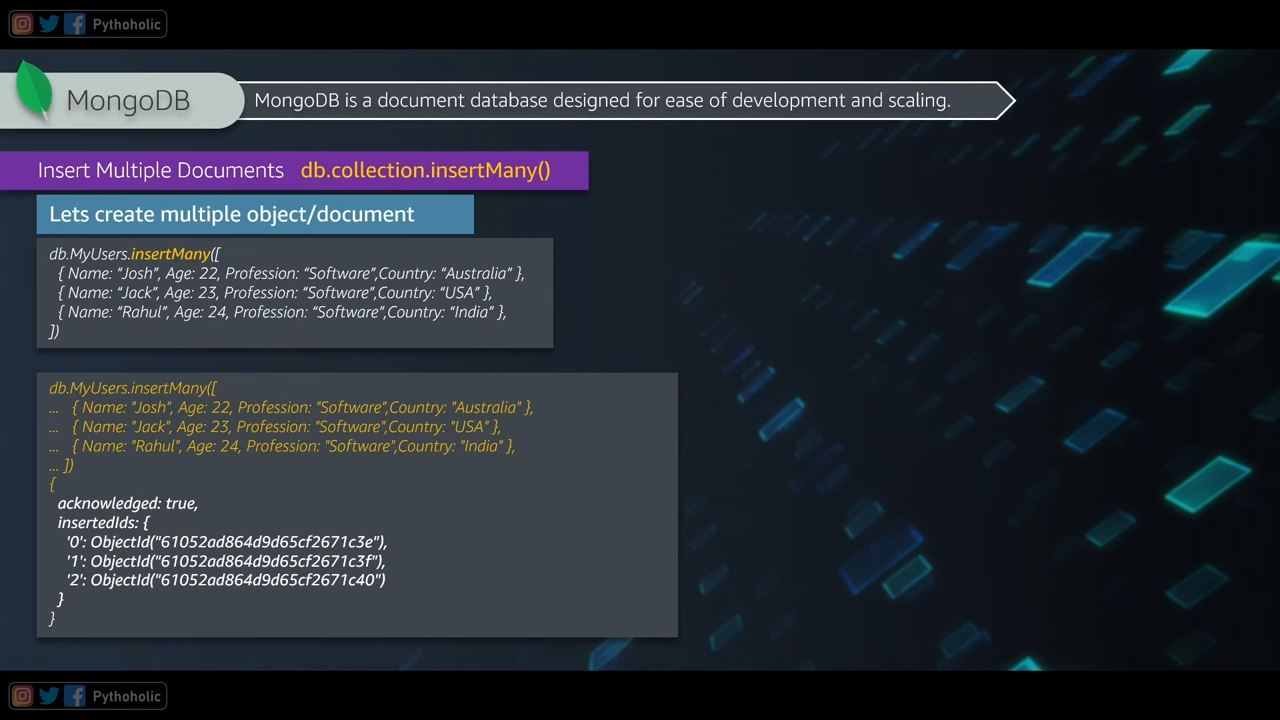 Pythoholic
MongoDB
MongoDB is a document database designed for ease of development and scaling.
Insert Multiple Documents db.collection.insertMany()
Lets create multiple object/document
db.MyUsers.insertMany([
{ Name: “Josh”, Age: 22, Profession: “Software”,Country: “Australia” },
{ Name: “Jack”, Age: 23, Profession: “Software”,Country: “USA” },
{ Name: “Rahul”, Age: 24, Profession: “Software”,Country: “India” },
])
db.MyUsers.insertMany([
... { Name: "Josh", Age: 22, Profession: "Software",Country: "Australia" },
... { Name: "Jack", Age: 23, Profession: "Software",Country: "USA" },
... { Name: "Rahul", Age: 24, Profession: "Software",Country: "India" },
... ])
{
acknowledged: true,
insertedIds: {
'0': ObjectId("61052ad864d9d65cf2671c3e"),
'1': ObjectId("61052ad864d9d65cf2671c3f"),
'2': ObjectId("61052ad864d9d65cf2671c40")
}
}
Pythoholic